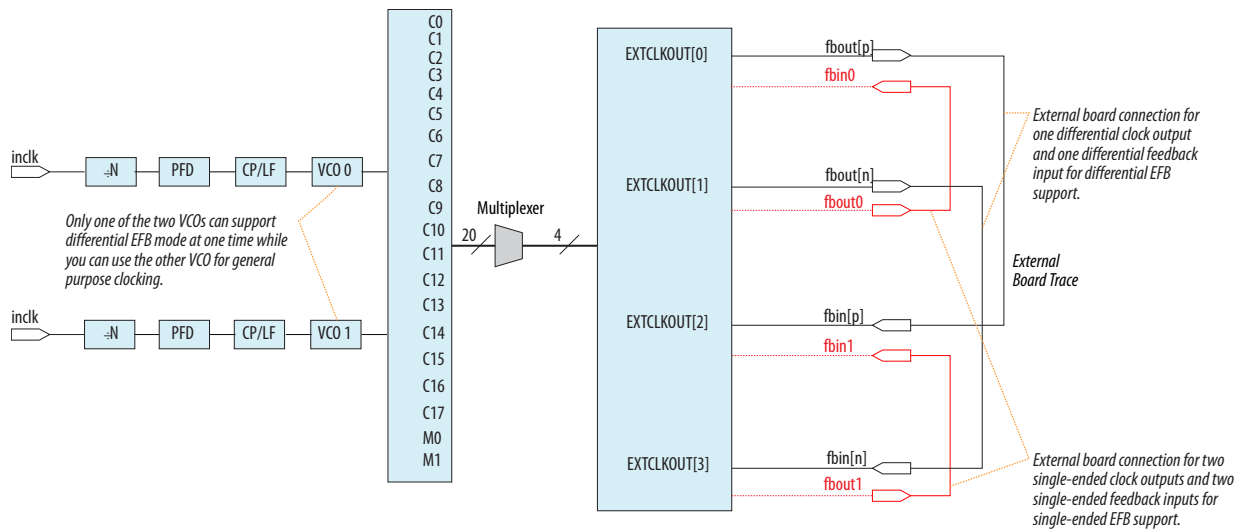 inclk
÷N
PFD
CP/LF
VCO 0
Only one of the two VCOs can support
differential EFB mode at one time while
you can use the other VCO for general
purpose clocking.
inclk
÷N
PFD
CP/LF
VCO 1
C0
C1
C2
C3
C4
C5
C6
C7
C8
C9
C10
C11
C12
C13
C14
C15
C16
C17
M0
M1
20
Multiplexer
4
EXTCLKOUT[0]
EXTCLKOUT[1]
EXTCLKOUT[2]
EXTCLKOUT[3]
fbout[p]
fbin0
fbout[n]
fbout0
fbin[p]
fbin1
fbin[n]
fbout1
External board connection for
one differential clock output
and one differential feedback
input for differential EFB
support.
External
Board Trace
External board connection for two
single-ended clock outputs and two
single-ended feedback inputs for
single-ended EFB support.